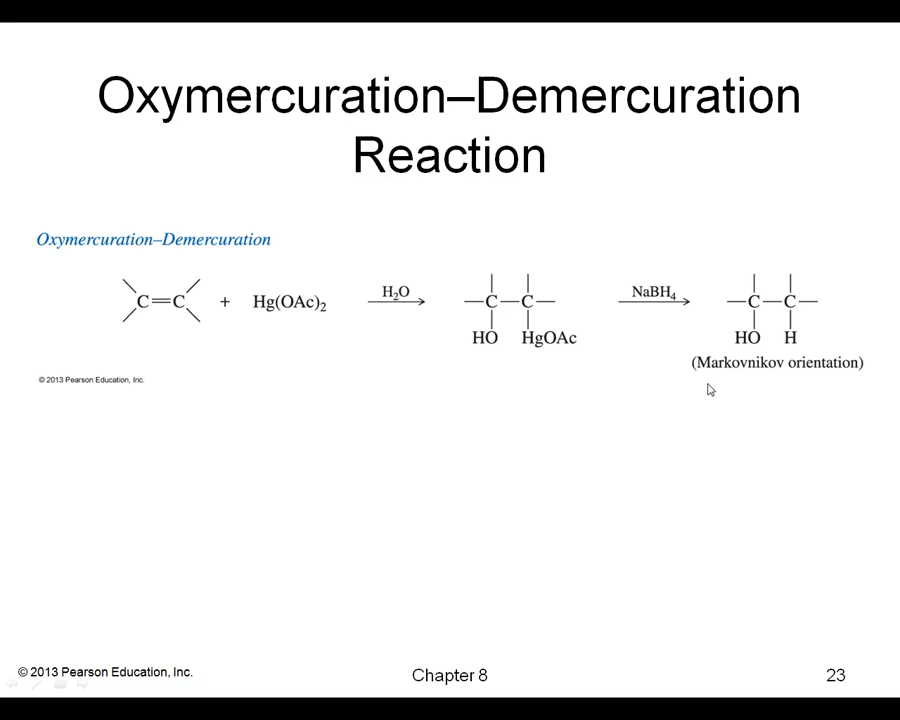 Oxymercuration–Demercuration
Reaction
Oxymercuration–Demercuration
C=C + Hg(OAc)₂ H₂O —C—C— NaBH₄ —C—C—
HO HgOAc HO H
(Markovnikov orientation)
© 2013 Pearson Education, Inc.
© 2013 Pearson Education, Inc. Chapter 8 23